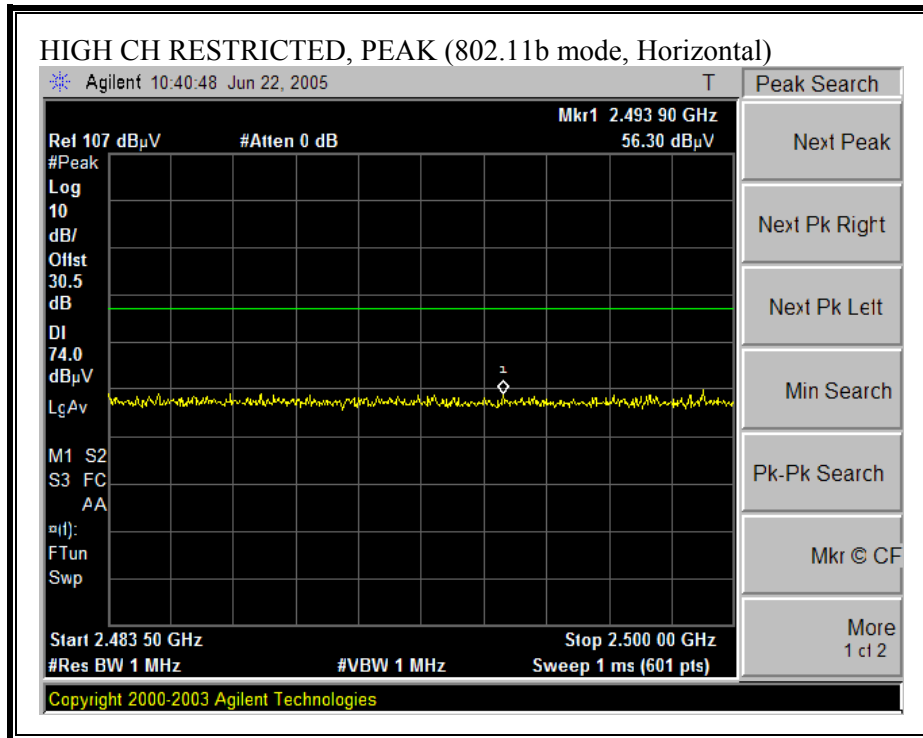 HIGH CH RESTRICTED, PEAK (802.11b mode, Horizontal)
Agilent 10:40:48 Jun 22, 2005 T
Peak Search
Mkr1 2.493 90 GHz
Ref 107 dBµV #Atten 0 dB 56.30 dBµV
#Peak
Log
10
dB/
Offst
30.5
dB
DI
74.0
dBµV
LgAv
M1 S2
S3 FC
AA
¤(f):
FTun
Swp
1
Start 2.483 50 GHz Stop 2.500 00 GHz
#Res BW 1 MHz #VBW 1 MHz Sweep 1 ms (601 pts)
Copyright 2000-2003 Agilent Technologies
Next Peak
Next Pk Right
Next Pk Left
Min Search
Pk-Pk Search
Mkr © CF
More
1 of 2